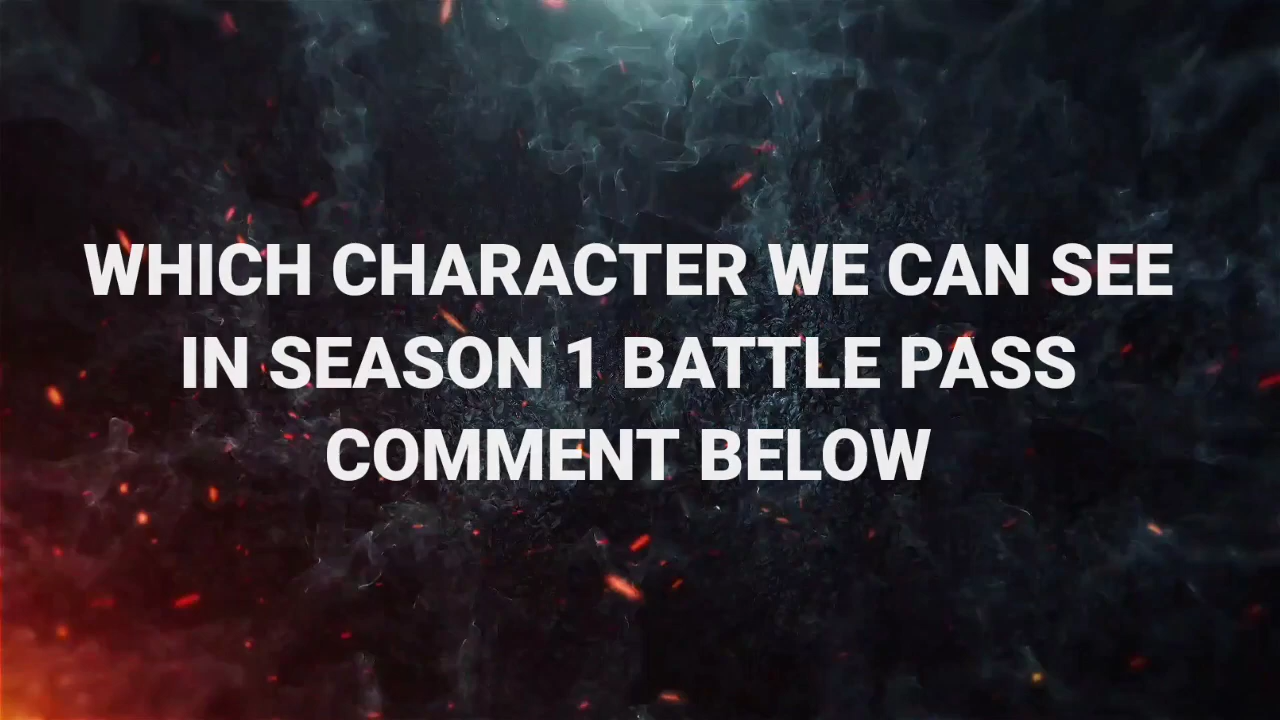 WHICH CHARACTER WE CAN SEE
IN SEASON 1 BATTLE PASS
COMMENT BELOW